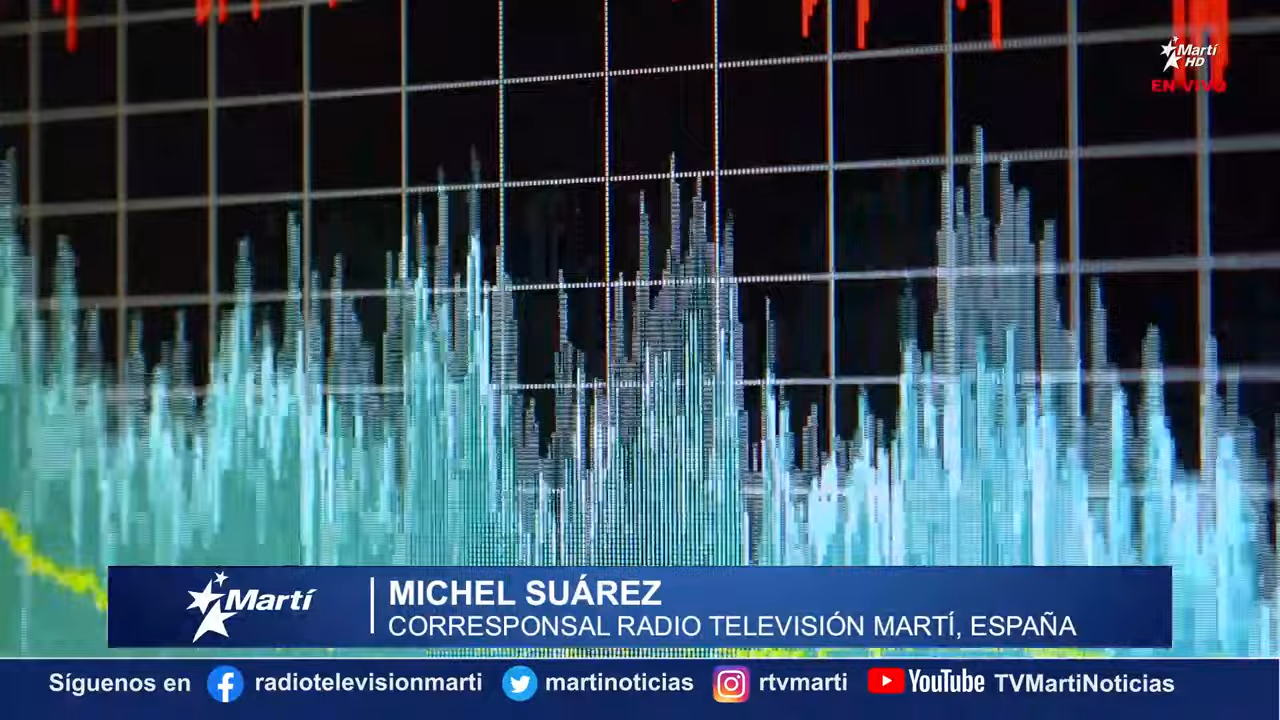 Martí
HD
EN VIVO
Martí
MICHEL SUÁREZ
CORRESPONSAL RADIO TELEVISIÓN MARTÍ, ESPAÑA
Síguenos en radiotelevisionmarti martinoticias rtvmarti YouTube TVMartiNoticias